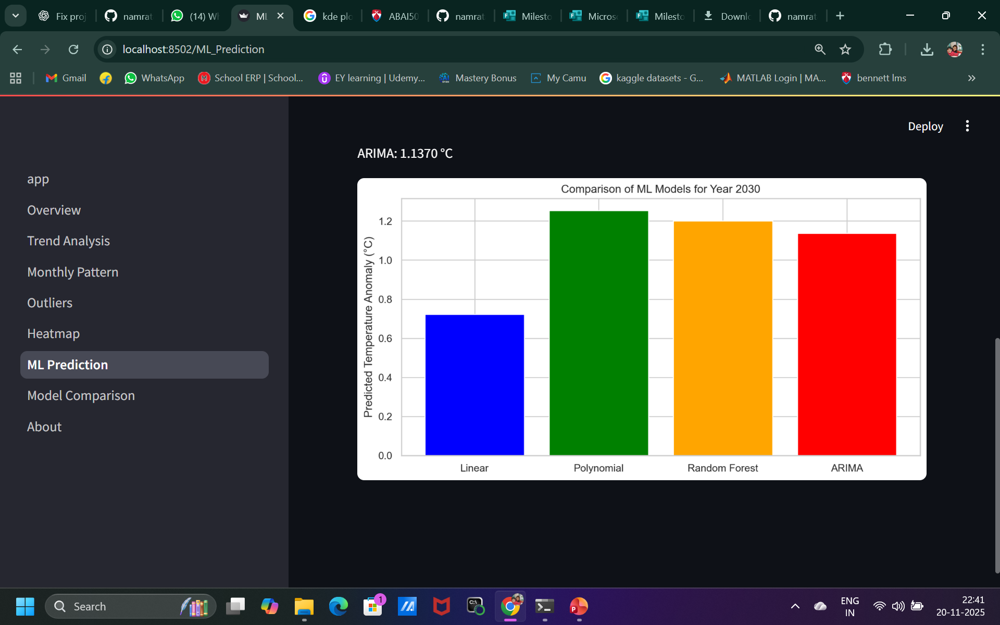 Fix proj
namrat
(14) Wh
ML
kde plo
ABAI50
namrat
Milesto
Micros
Milesto
Downlo
namrat
localhost:8502/ML_Prediction
Gmail
WhatsApp
School ERP | School...
EY learning | Udemy...
Mastery Bonus
My Camu
kaggle datasets - G...
MATLAB Login | MA...
bennett lms
Deploy
app
Overview
Trend Analysis
Monthly Pattern
Outliers
Heatmap
ML Prediction
Model Comparison
About
ARIMA: 1.1370 °C
Comparison of ML Models for Year 2030
Predicted Temperature Anomaly (°C)
1.2
1.0
0.8
0.6
0.4
0.2
0.0
Linear
Polynomial
Random Forest
ARIMA
Search
1
ENG
IN
22:41
20-11-2025